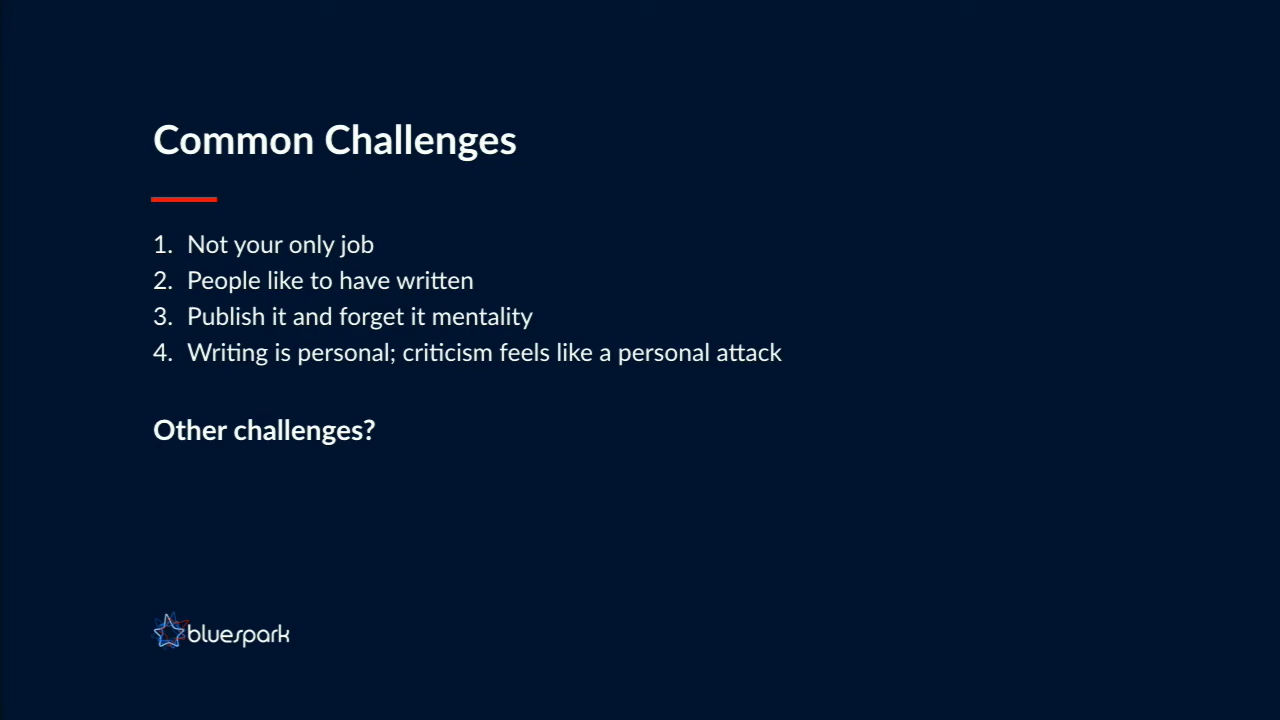 Common Challenges
1. Not your only job
2. People like to have written
3. Publish it and forget it mentality
4. Writing is personal; criticism feels like a personal attack
Other challenges?
bluespark